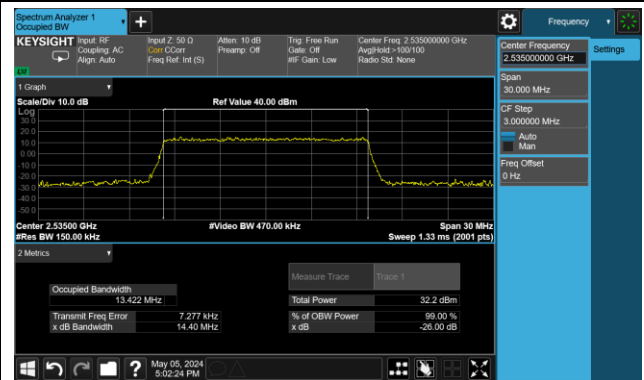 Spectrum Analyzer 1
Occupied BW
Frequency
KEYSIGHT
Input: RF
Coupling: AC
Align: Auto
Input Z: 50 Ω
Corr CCorr
Freq Ref: Int (S)
Atten: 10 dB
Preamp: Off
Trig: Free Run
Gate: Off
#IF Gain: Low
Center Freq: 2.535000000 GHz
Avg|Hold:>100/100
Radio Std: None
Center Frequency
2.535000000 GHz
Settings
Span
30.000 MHz
CF Step
3.000000 MHz
Auto
Man
Freq Offset
0 Hz
1 Graph
Scale/Div 10.0 dB
Ref Value 40.00 dBm
Log
30.0
20.0
10.0
0.00
-10.0
-20.0
-30.0
-40.0
-50.0
Center 2.53500 GHz
#Video BW 470.00 kHz
Span 30 MHz
#Res BW 150.00 kHz
Sweep 1.33 ms (2001 pts)
2 Metrics
Measure Trace
Trace 1
Occupied Bandwidth
13.422 MHz
Total Power
32.2 dBm
Transmit Freq Error
7.277 kHz
% of OBW Power
99.00 %
x dB Bandwidth
14.40 MHz
x dB
-26.00 dB
?
May 05, 2024
5:02:24 PM